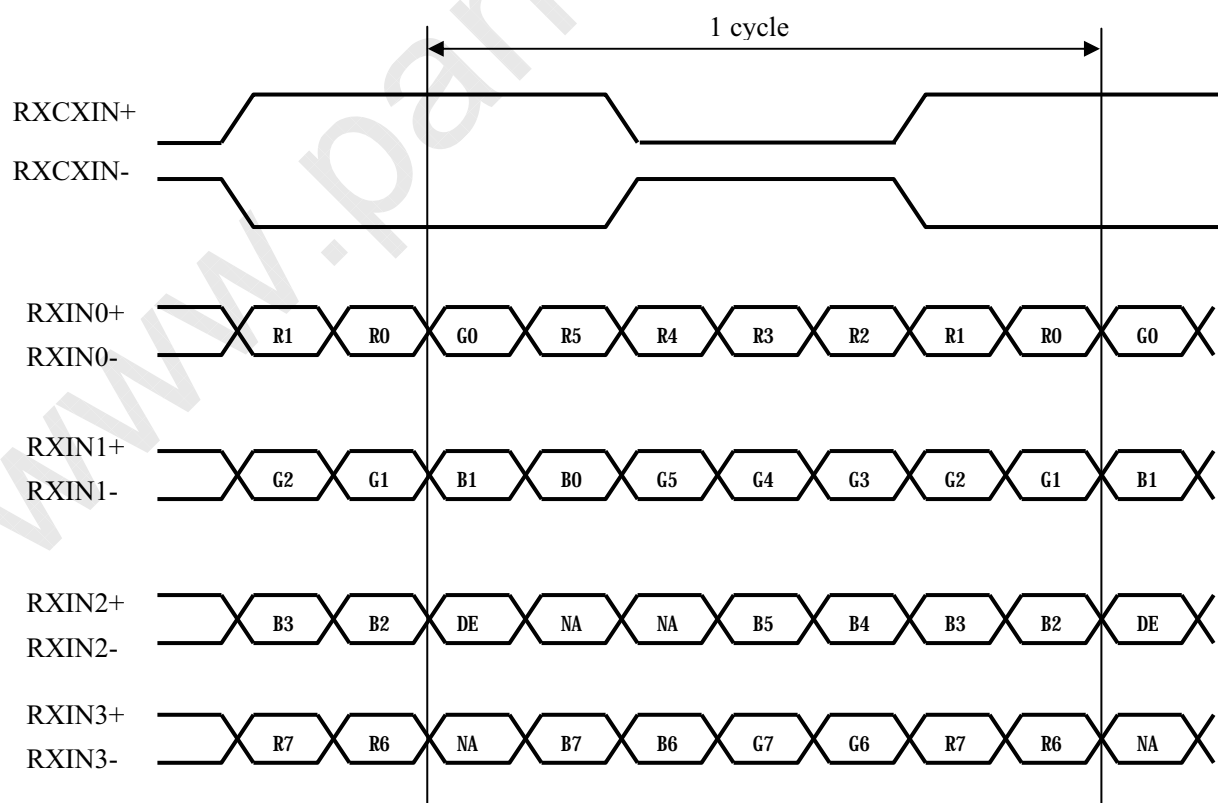 1 cycle
RXCXIN+
RXCXIN-
RXIN0+
RXIN0-
R1 R0 G0 R5 R4 R3 R2 R1 R0 G0
RXIN1+
RXIN1-
G2 G1 B1 B0 G5 G4 G3 G2 G1 B1
RXIN2+
RXIN2-
B3 B2 DE NA NA B5 B4 B3 B2 DE
RXIN3+
RXIN3-
R7 R6 NA B7 B6 G7 G6 R7 R6 NA